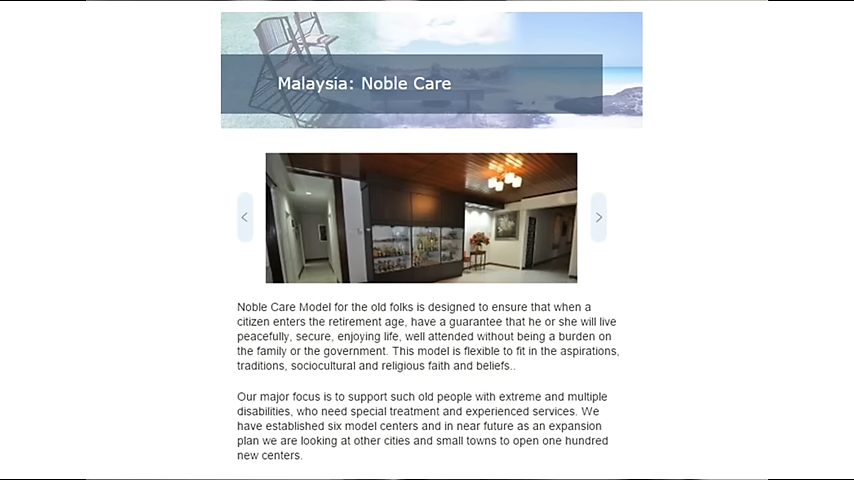 Malaysia: Noble Care
Noble Care Model for the old folks is designed to ensure that when a
citizen enters the retirement age, have a guarantee that he or she will live
peacefully, secure, enjoying life, well attended without being a burden on
the family or the government. This model is flexible to fit in the aspirations,
traditions, sociocultural and religious faith and beliefs..
Our major focus is to support such old people with extreme and multiple
disabilities, who need special treatment and experienced services. We
have established six model centers and in near future as an expansion
plan we are looking at other cities and small towns to open one hundred
new centers.